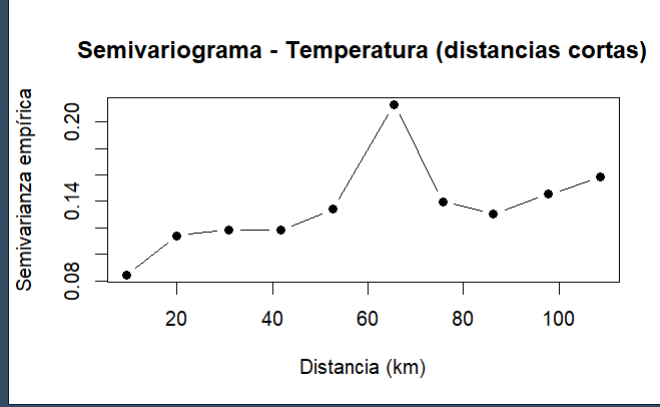 Semivariograma - Temperatura (distancias cortas)
Semivarianza empírica
0.20
0.14
0.08
20 40 60 80 100
Distancia (km)